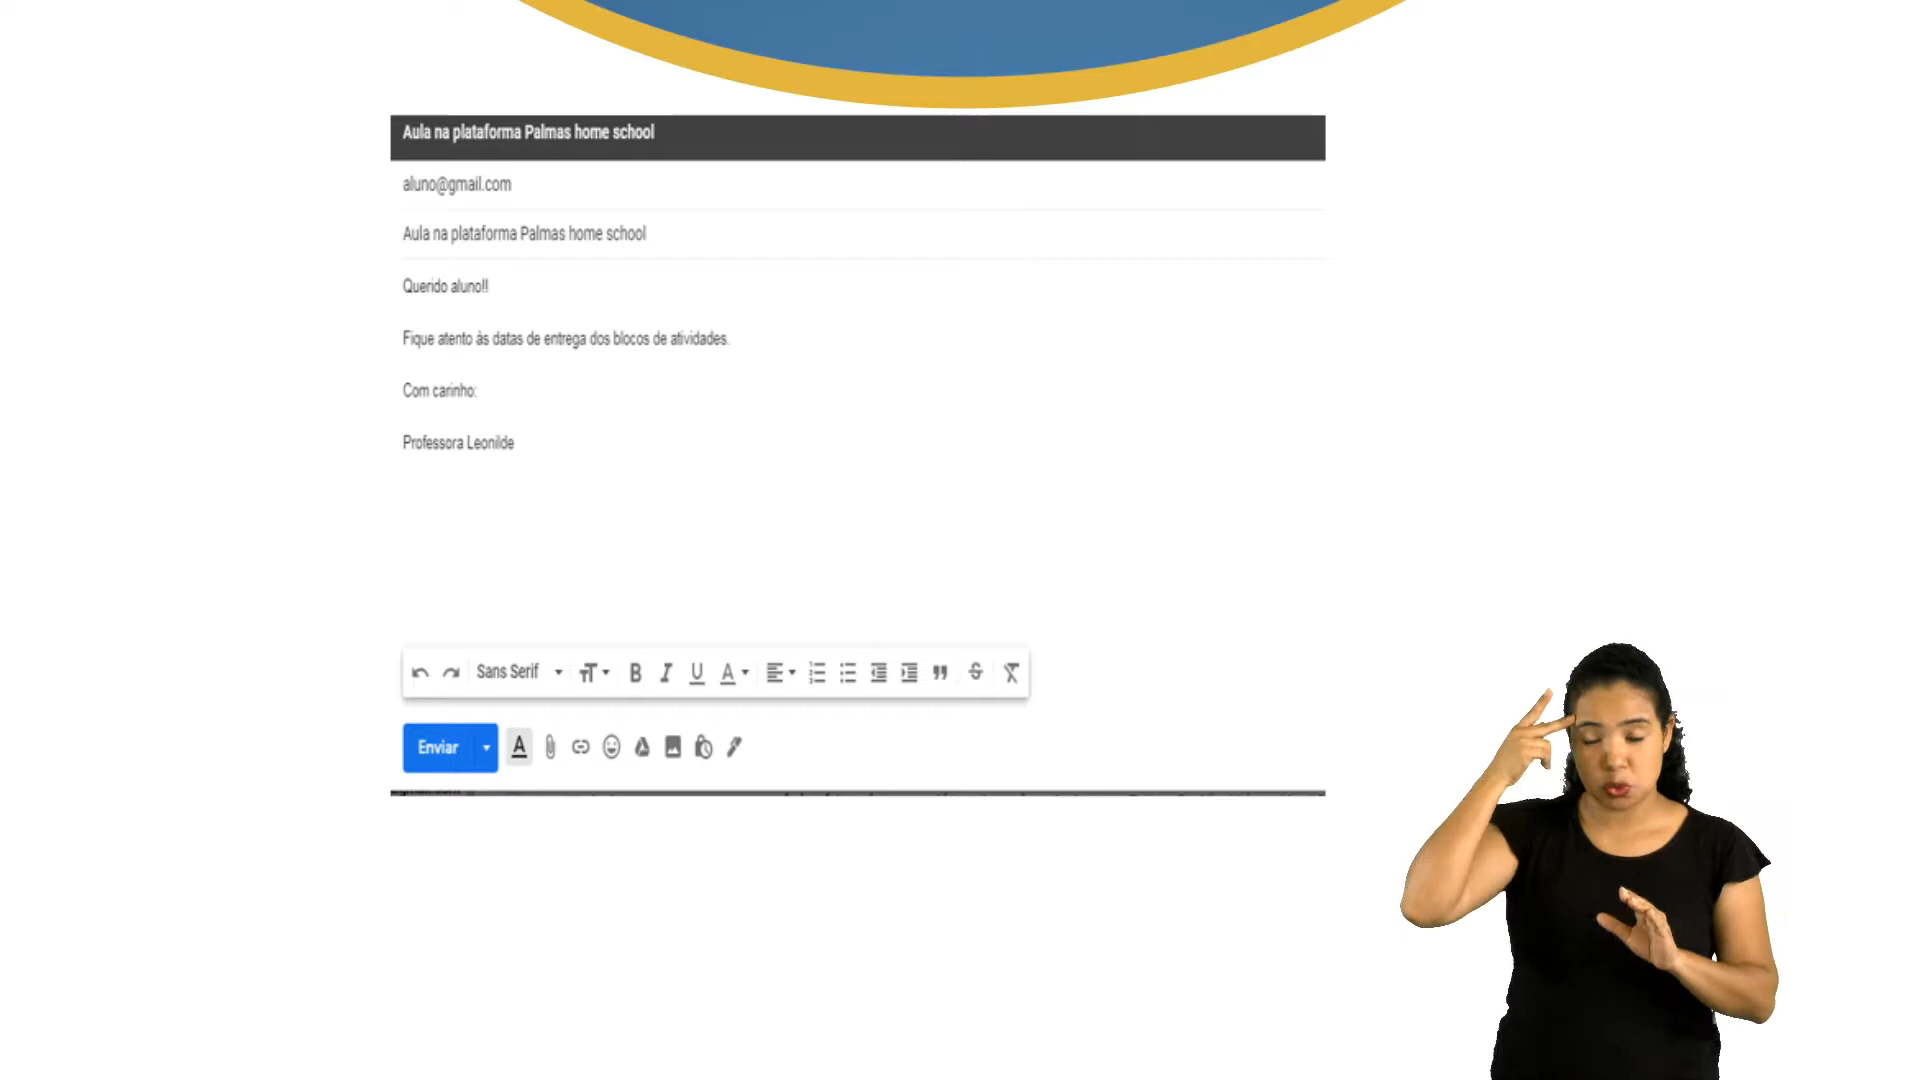 Aula na plataforma Palmas home school
aluno@gmail.com
Aula na plataforma Palmas home school
Querido aluno!!
Fique atento às datas de entrega dos blocos de atividades.
Com carinho:
Professora Leonilde
Sans Serif
Enviar